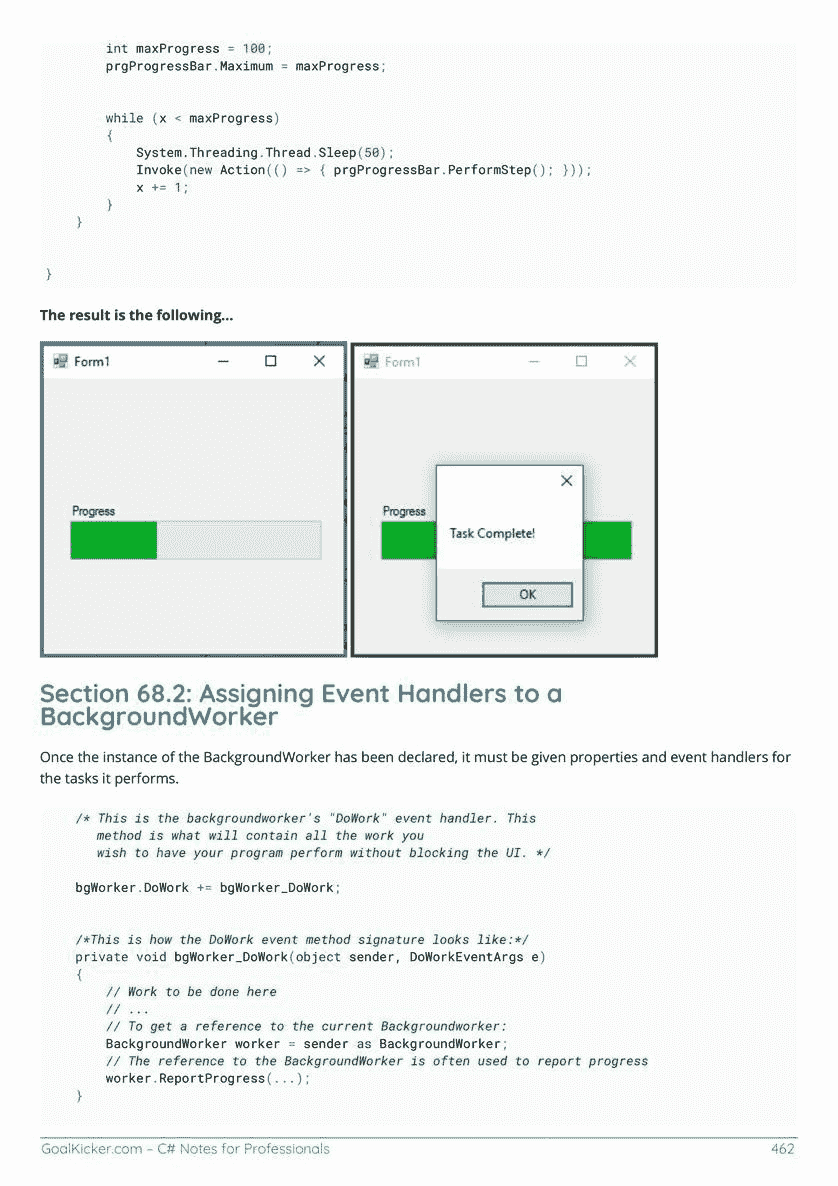 int maxProgress = 100;
prgProgressBar.Maximum = maxProgress;
while (x < maxProgress)
{
System.Threading.Thread.Sleep(50);
Invoke(new Action(() => { prgProgressBar.PerformStep(); }));
x += 1;
}
}
}
The result is the following...
Form1
Form1
Progress
Progress
Task Complete!
OK
Section 68.2: Assigning Event Handlers to a
BackgroundWorker
Once the instance of the BackgroundWorker has been declared, it must be given properties and event handlers for
the tasks it performs.
/* This is the backgroundworker's "DoWork" event handler. This
method is what will contain all the work you
wish to have your program perform without blocking the UI. */
bgWorker.DoWork += bgWorker_DoWork;
/*This is how the DoWork event method signature looks like:*/
private void bgWorker_DoWork(object sender, DoWorkEventArgs e)
{
// Work to be done here
// ...
// To get a reference to the current Backgroundworker:
BackgroundWorker worker = sender as BackgroundWorker;
// The reference to the BackgroundWorker is often used to report progress
worker.ReportProgress(...);
}
GoalKicker.com – C# Notes for Professionals
462